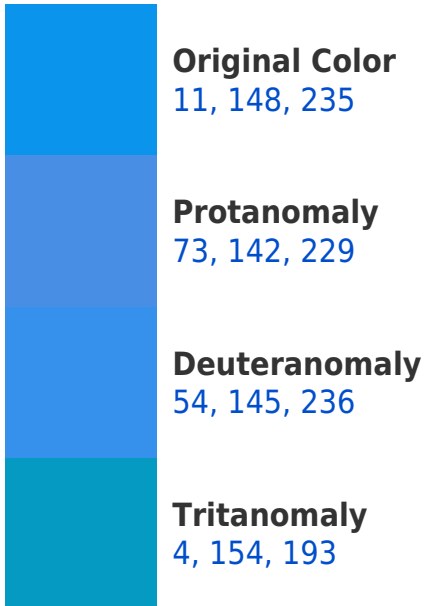 Original Color
11, 148, 235
Protanomaly
73, 142, 229
Deuteranomaly
54, 145, 236
Tritanomaly
4, 154, 193